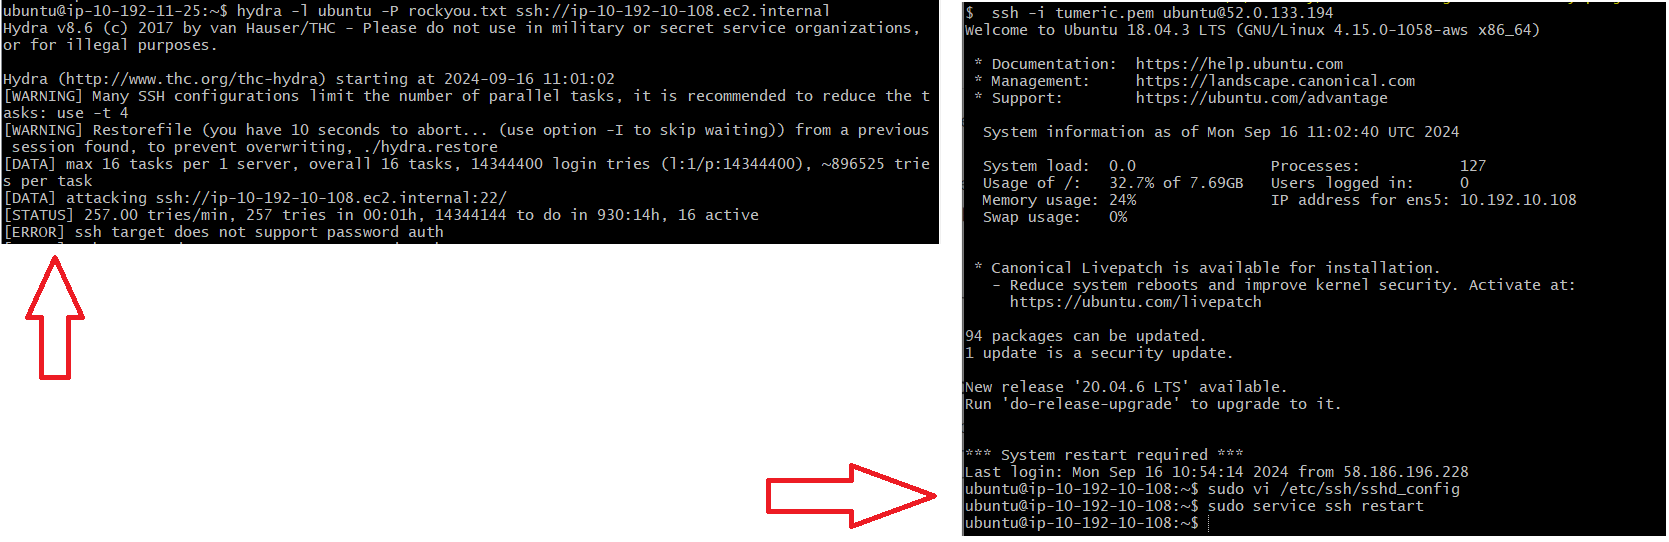 ubuntu@ip-10-192-11-25:~$ hydra -l ubuntu -P rockyou.txt ssh://ip-10-192-10-108.ec2.internal
Hydra v8.6 (c) 2017 by van Hauser/THC - Please do not use in military or secret service organizations,
or for illegal purposes.
Hydra (http://www.thc.org/thc-hydra) starting at 2024-09-16 11:01:02
[WARNING] Many SSH configurations limit the number of parallel tasks, it is recommended to reduce the t
asks: use -t 4
[WARNING] Restorefile (you have 10 seconds to abort... (use option -I to skip waiting)) from a previous
 session found, to prevent overwriting, ./hydra.restore
[DATA] max 16 tasks per 1 server, overall 16 tasks, 14344400 login tries (l:1/p:14344400), ~896525 trie
s per task
[DATA] attacking ssh://ip-10-192-10-108.ec2.internal:22/
[STATUS] 257.00 tries/min, 257 tries in 00:01h, 14344144 to do in 930:14h, 16 active
[ERROR] ssh target does not support password auth
$  ssh -i tumeric.pem ubuntu@52.0.133.194
Welcome to Ubuntu 18.04.3 LTS (GNU/Linux 4.15.0-1058-aws x86_64)
 * Documentation:  https://help.ubuntu.com
 * Management:     https://landscape.canonical.com
 * Support:        https://ubuntu.com/advantage
  System information as of Mon Sep 16 11:02:40 UTC 2024
  System load:  0.0               Processes:           127
  Usage of /:   32.7% of 7.69GB   Users logged in:     0
  Memory usage: 24%               IP address for ens5: 10.192.10.108
  Swap usage:   0%
 * Canonical Livepatch is available for installation.
   - Reduce system reboots and improve kernel security. Activate at:
     https://ubuntu.com/livepatch
94 packages can be updated.
1 update is a security update.
New release '20.04.6 LTS' available.
Run 'do-release-upgrade' to upgrade to it.
*** System restart required ***
Last login: Mon Sep 16 10:54:14 2024 from 58.186.196.228
ubuntu@ip-10-192-10-108:~$ sudo vi /etc/ssh/sshd_config
ubuntu@ip-10-192-10-108:~$ sudo service ssh restart
ubuntu@ip-10-192-10-108:~$